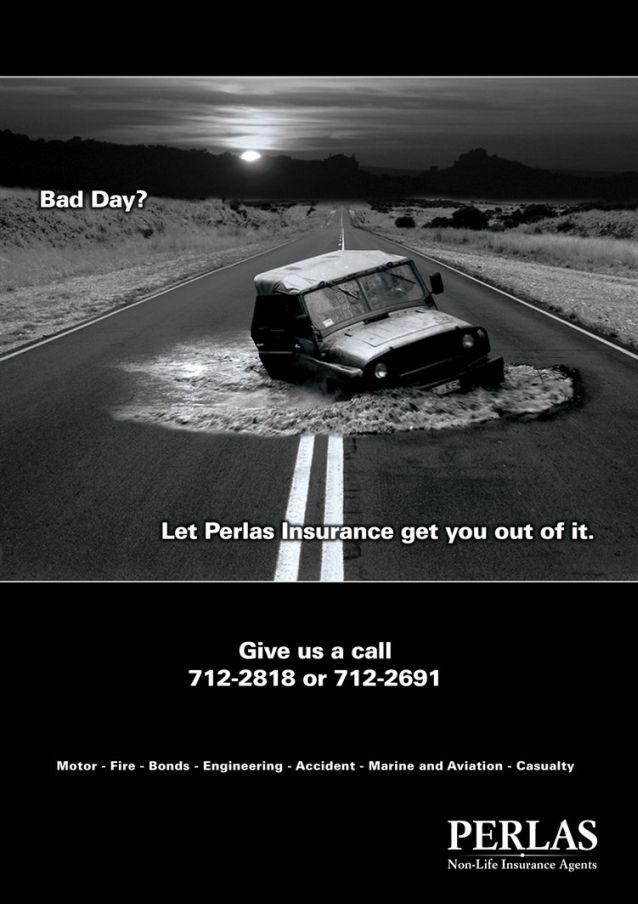 Bad Day?
Let Perlas Insurance get you out of it.
Give us a call
712-2818 or 712-2691
Motor - Fire - Bonds - Engineering - Accident - Marine and Aviation - Casualty
PERLAS
Non-Life Insurance Agents